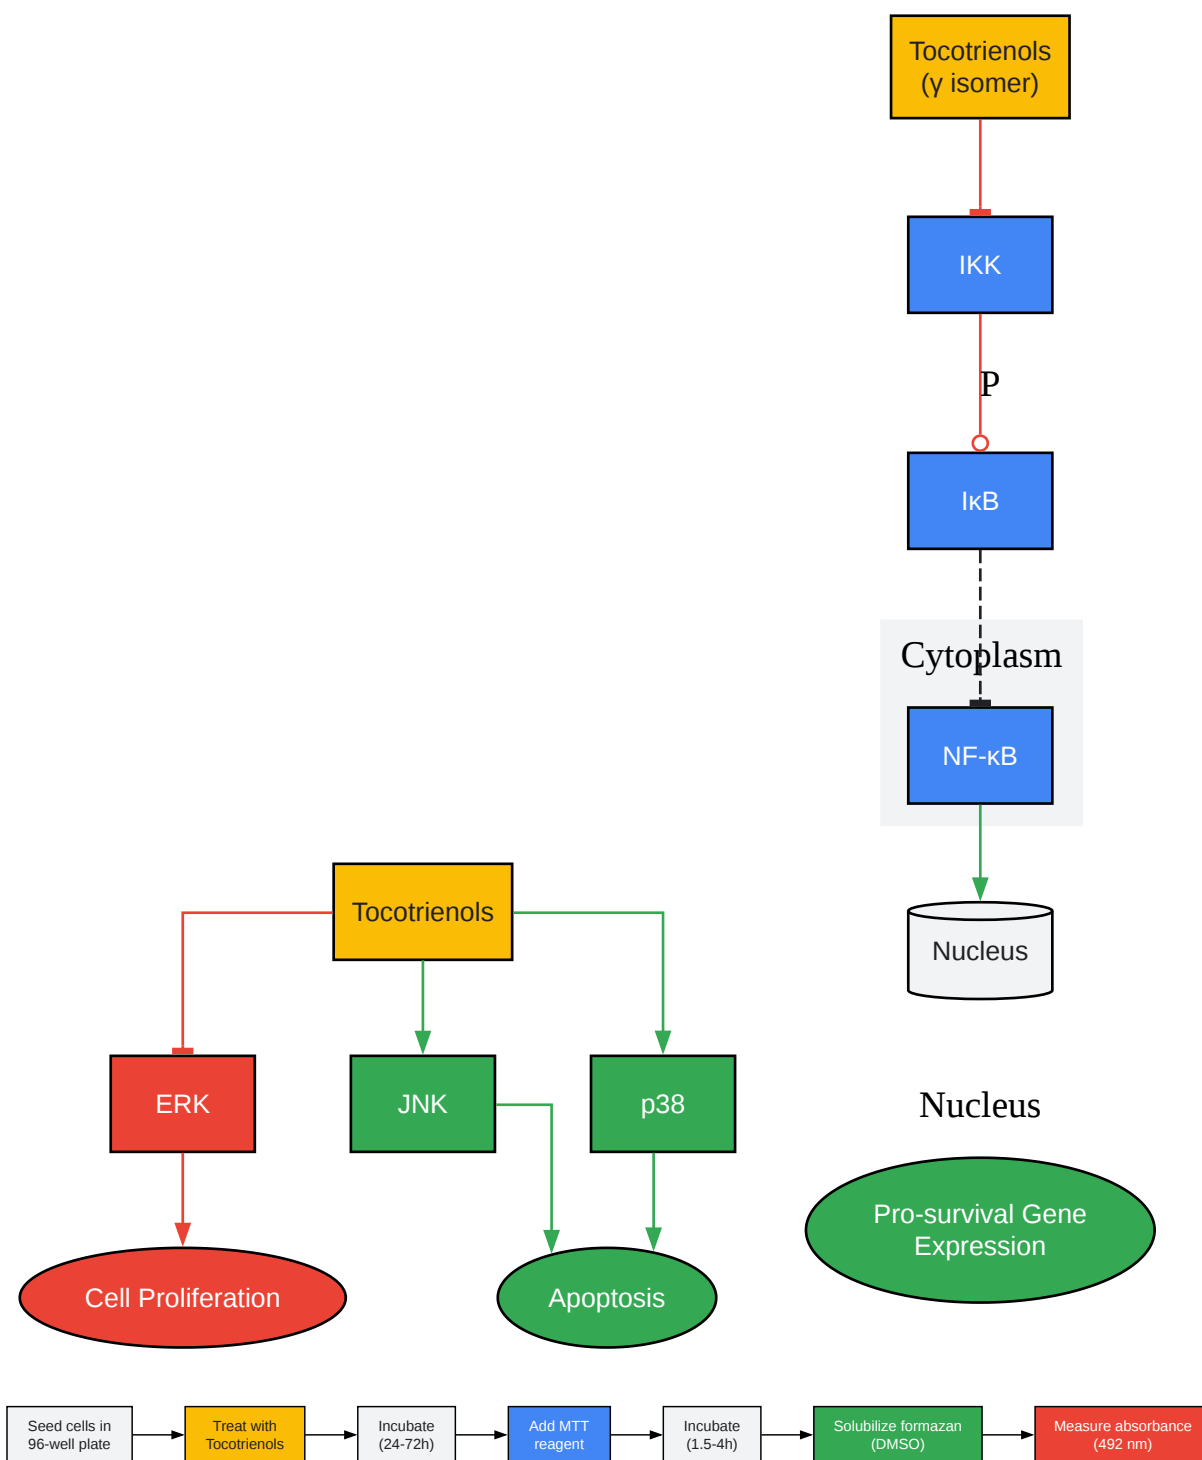 Tocotrienols
(γ isomer)
IKK
P
IκB
Cytoplasm
NF-κB
Nucleus
Nucleus
Pro-survival Gene
Expression
Tocotrienols
ERK
JNK
p38
Cell Proliferation
Apoptosis
Seed cells in
96-well plate
Treat with
Tocotrienols
Incubate
(24-72h)
Add MTT
reagent
Incubate
(1.5-4h)
Solubilize formazan
(DMSO)
Measure absorbance
(492 nm)